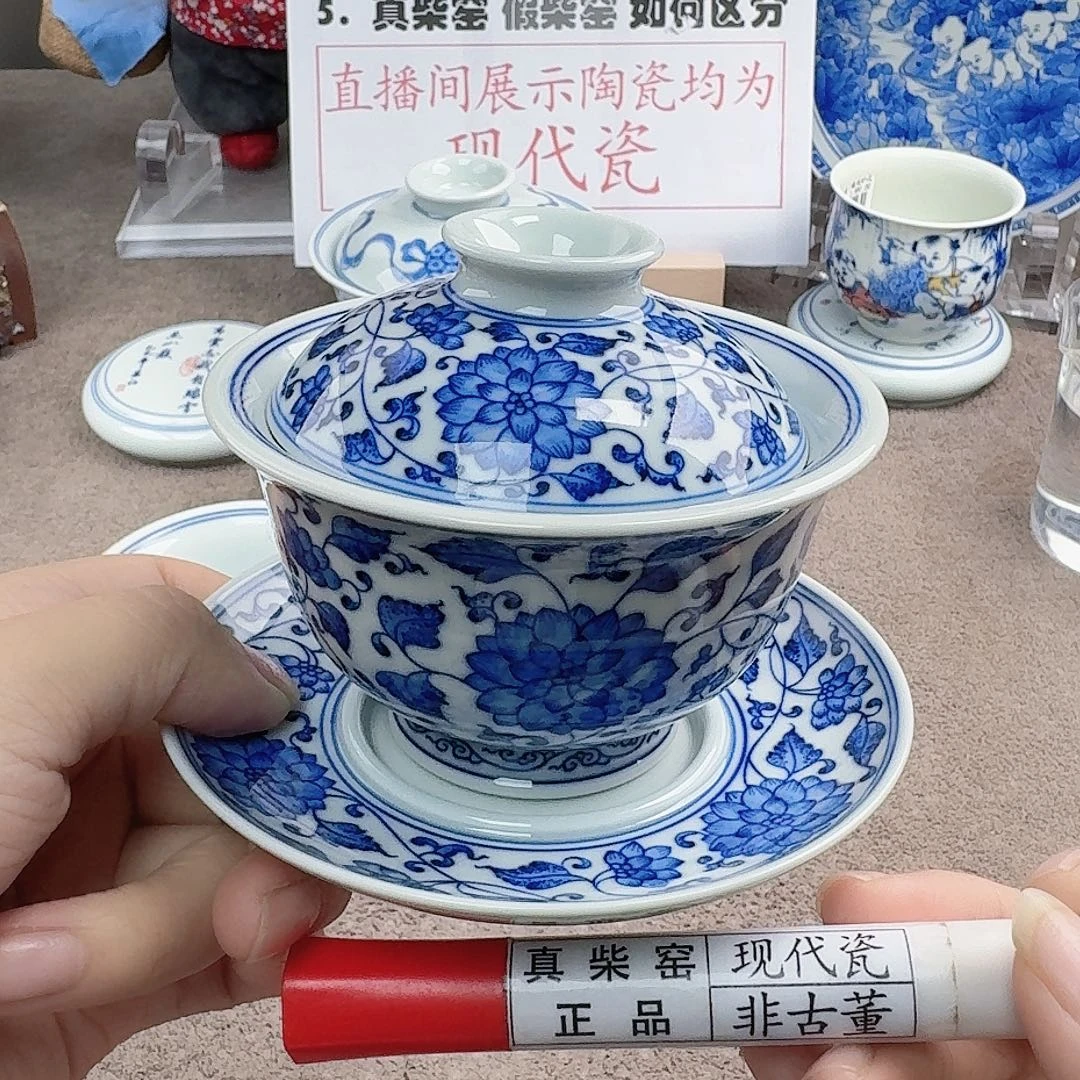 5. 真柴窑 假柴窑 如何区分
直播间展示陶瓷均为
现代瓷
真柴窑 现代瓷
正品 非古董